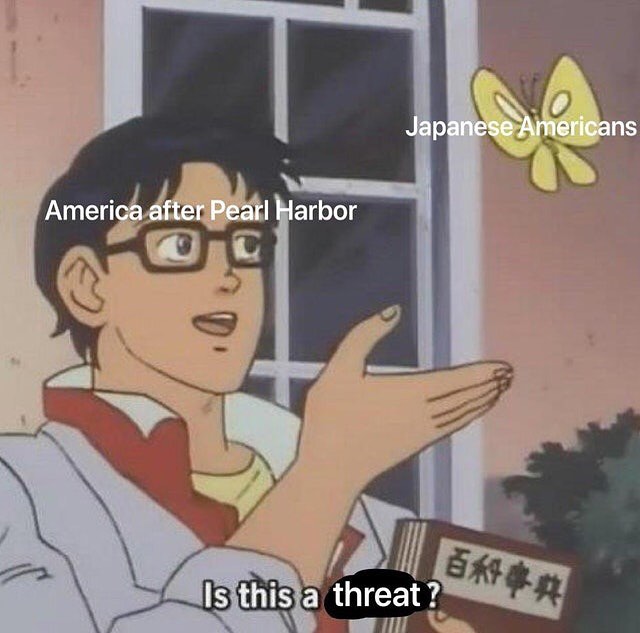 Japanese Americans
America after Pearl Harbor
百科事典
Is this a threat?